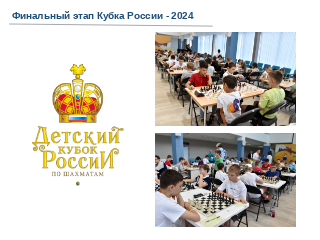 Финальный этап Кубка России - 2024
Детский
КУБОК
РоссиИ
ПО ШАХМАТАМ